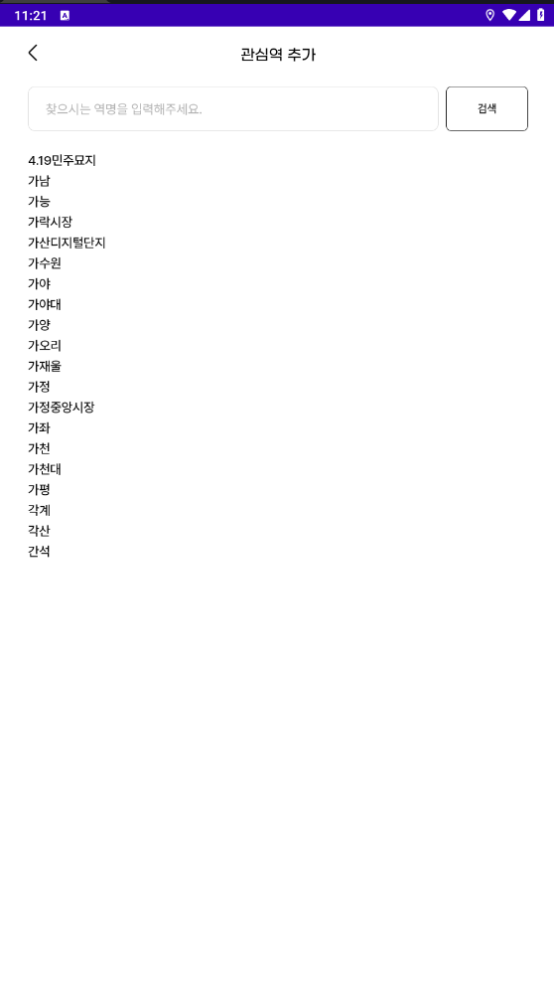 11:21
관심역 추가
찾으시는 역명을 입력해주세요. 검색
4.19민주묘지
가남
가능
가락시장
가산디지털단지
가수원
가야
가야대
가양
가오리
가재울
가정
가정중앙시장
가좌
가천
가천대
가평
각계
각산
간석